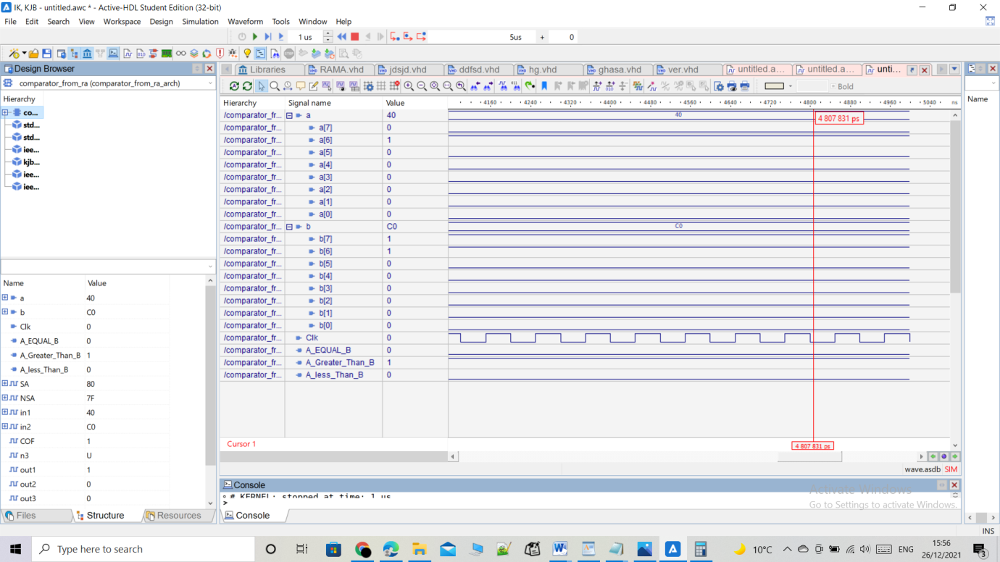 IK, KJB - untitled.awc * - Active-HDL Student Edition (32-bit)
File Edit Search View Workspace Design Simulation Waveform Tools Window Help
1 us 5us + 0
Design Browser
Libraries RAMA.vhd jdsjd.vhd ddfsd.vhd hg.vhd ghasa.vhd ver.vhd untitled.a... untitled.a... unti...
comparator_from_ra (comparator_from_ra_arch)
Bold
Hierarchy
co...
std...
std...
iee...
kjb...
iee...
iee...
Name Value
a 40
b C0
Clk 0
A_EQUAL_B 0
A_Greater_Than_B 1
A_less_Than_B 0
SA 80
NSA 7F
in1 40
in2 C0
COF 1
n3 U
out1 1
out2 0
out3 0
Files Structure Resources
Hierarchy Signal name Value 4160 4240 4320 4400 4480 4560 4640 4720 4800 4880 4960 5040 ns
/comparator_fr... a 40 40
4 807 831 ps
/comparator_fr... a[7] 0
/comparator_fr... a[6] 1
/comparator_fr... a[5] 0
/comparator_fr... a[4] 0
/comparator_fr... a[3] 0
/comparator_fr... a[2] 0
/comparator_fr... a[1] 0
/comparator_fr... a[0] 0
/comparator_fr... b C0 C0
/comparator_fr... b[7] 1
/comparator_fr... b[6] 1
/comparator_fr... b[5] 0
/comparator_fr... b[4] 0
/comparator_fr... b[3] 0
/comparator_fr... b[2] 0
/comparator_fr... b[1] 0
/comparator_fr... b[0] 0
/comparator_fr... Clk 0
/comparator_fr... A_EQUAL_B 0
/comparator_fr... A_Greater_Than_B 1
/comparator_fr... A_less_Than_B 0
Cursor 1 4 807 831 ps
wave.asdb SIM
Name
Console
# KERNEL: stopped at time: 1 us
>
Console
Activate Windows
Go to Settings to activate Windows.
INS
Type here to search
10°C ENG 15:56
26/12/2021
3